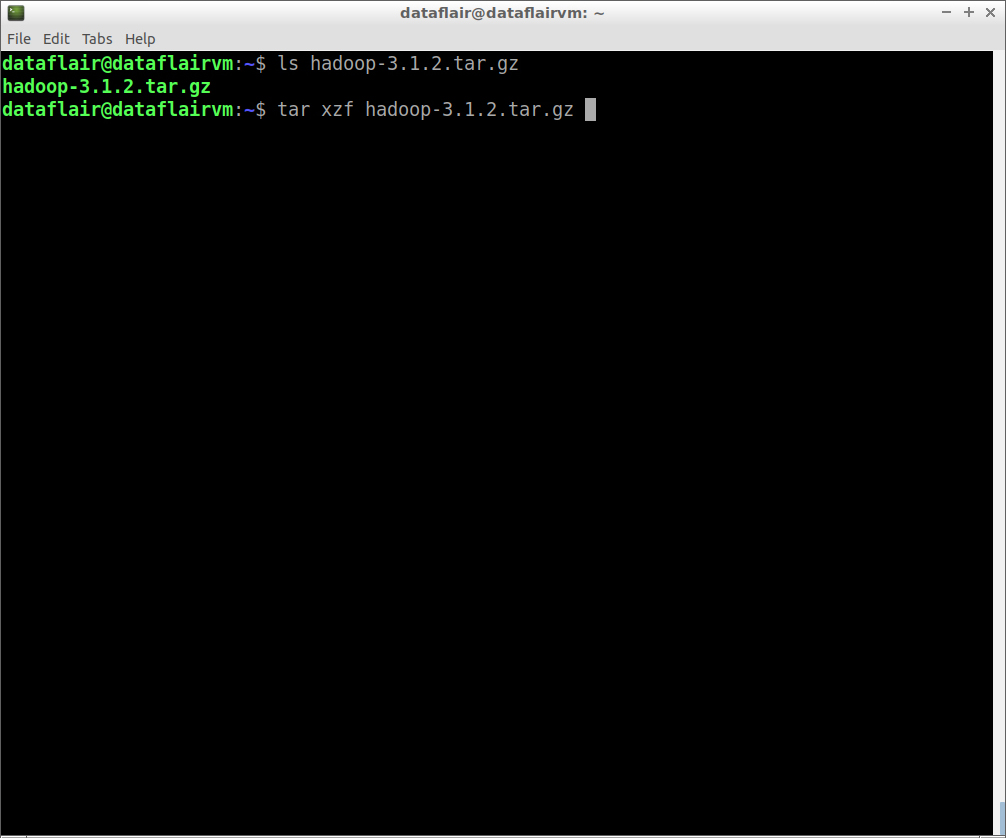 dataflair@dataflairvm: ~
File Edit Tabs Help
dataflair@dataflairvm:~$ ls hadoop-3.1.2.tar.gz
hadoop-3.1.2.tar.gz
dataflair@dataflairvm:~$ tar xzf hadoop-3.1.2.tar.gz